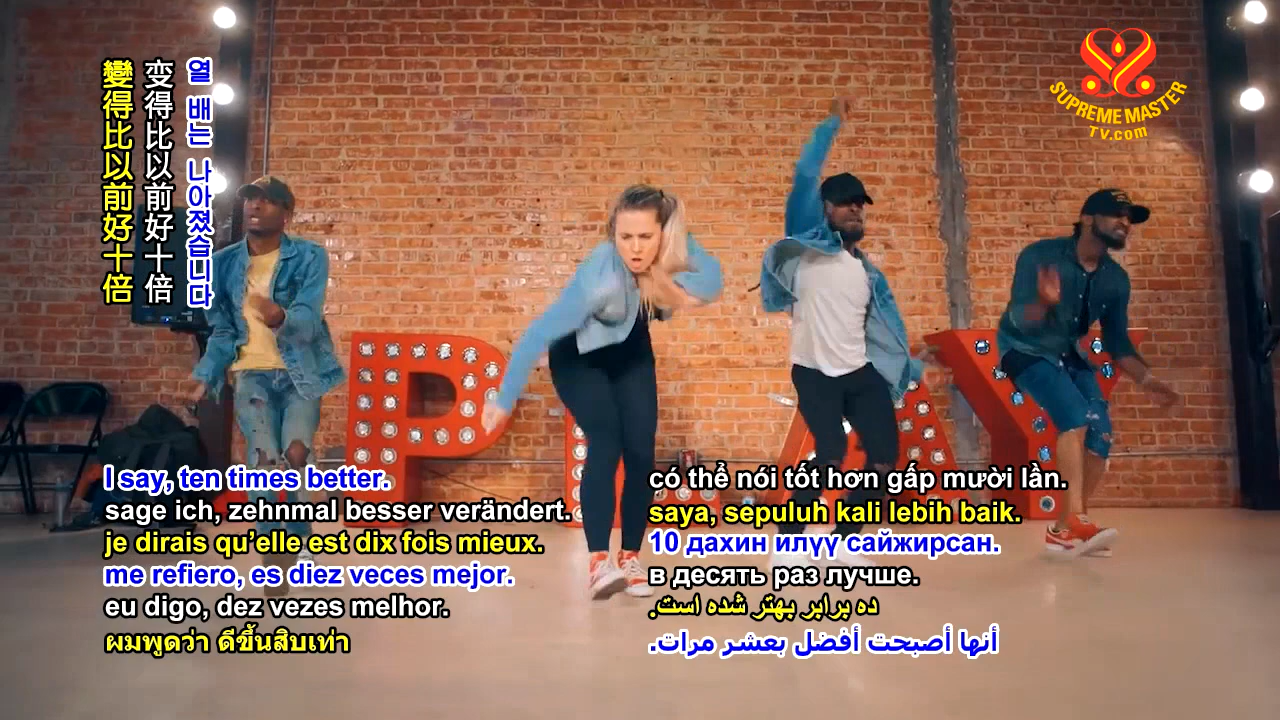 變得比以前好十倍
变得比以前好十倍
열 배는 나아졌습니다
SUPREME MASTER
TV.com
PLAY
I say, ten times better.
sage ich, zehnmal besser verändert.
je dirais qu’elle est dix fois mieux.
me refiero, es diez veces mejor.
eu digo, dez vezes melhor.
ผมพูดว่า ดีขึ้นสิบเท่า
có thể nói tốt hơn gấp mười lần.
saya, sepuluh kali lebih baik.
10 дахин илүү сайжирсан.
в десять раз лучше.
ده برابر بهتر شده است.
أنها أصبحت أفضل بعشر مرات.